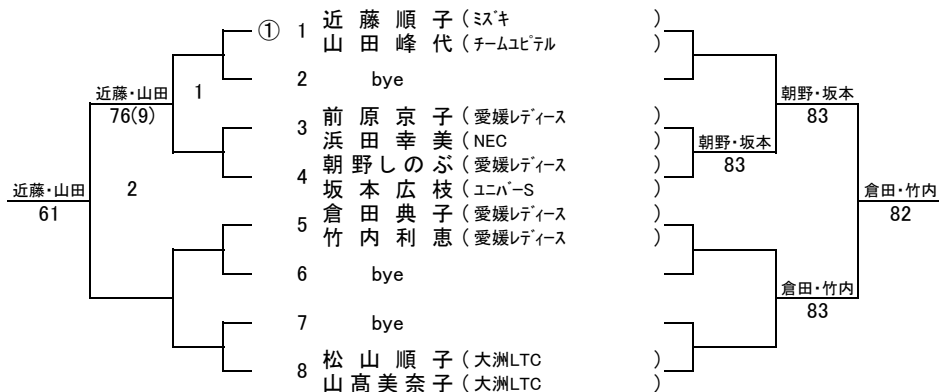 ① 1 近藤順子(ミズキ )
山田峰代(チームユピテル )
2 bye
近藤・山田 1
76(9)
朝野・坂本
83
3 前原京子(愛媛レディース )
浜田幸美(NEC )
朝野・坂本
83
4 朝野しのぶ(愛媛レディース )
坂本広枝(ユニバーS )
近藤・山田 2
61
倉田・竹内
82
5 倉田典子(愛媛レディース )
竹内利恵(愛媛レディース )
6 bye
倉田・竹内
83
7 bye
8 松山順子(大洲LTC )
山髙美奈子(大洲LTC )